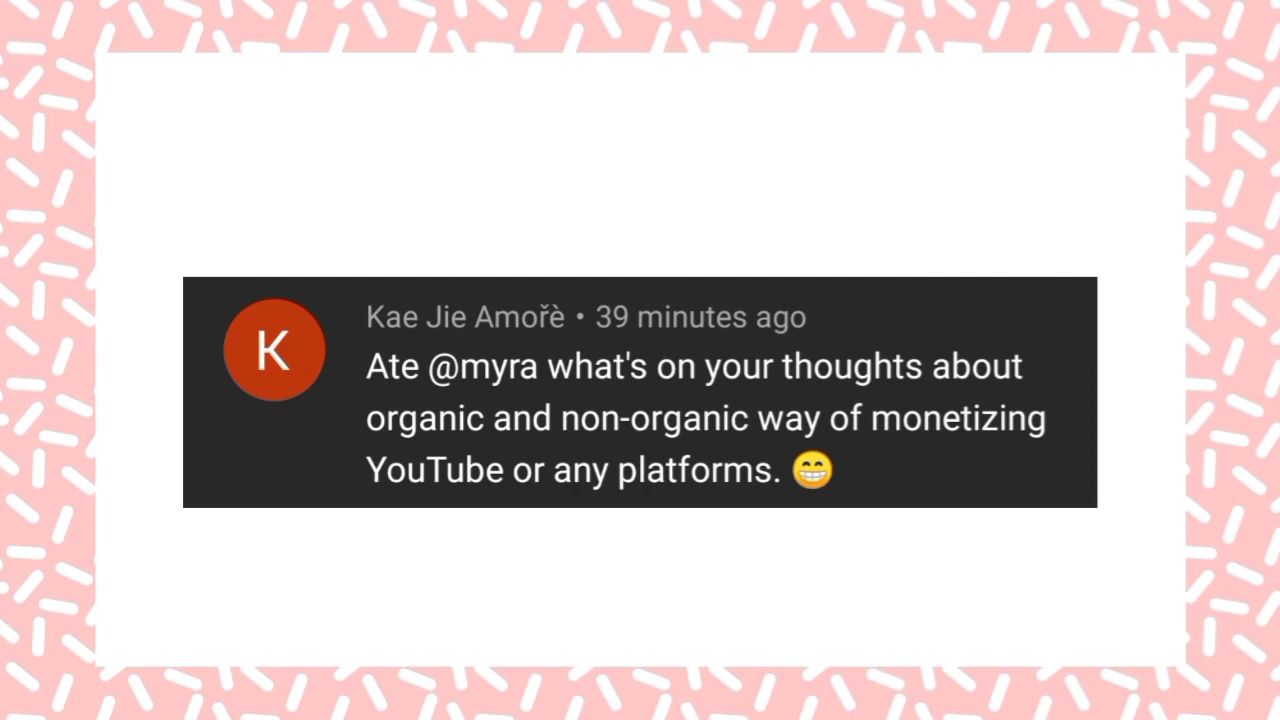 K
Kae Jie Amořè • 39 minutes ago
Ate @myra what's on your thoughts about
organic and non-organic way of monetizing
YouTube or any platforms. 😁